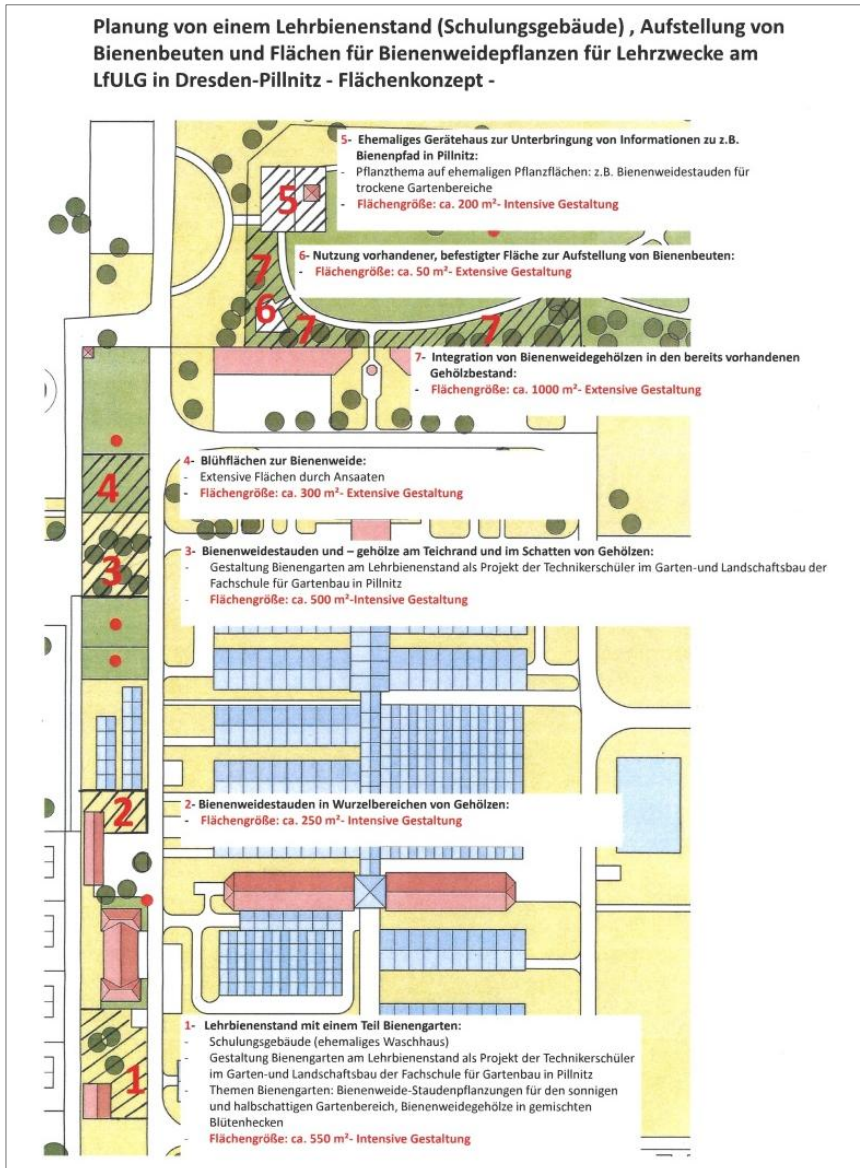 Planung von einem Lehrbienenstand (Schulungsgebäude) , Aufstellung von
Bienenbeuten und Flächen für Bienenweidepflanzen für Lehrzwecke am
LfULG in Dresden-Pillnitz - Flächenkonzept -
5- Ehemaliges Gerätehaus zur Unterbringung von Informationen zu z.B.
Bienenpfad in Pillnitz:
- Pflanzthema auf ehemaligen Pflanzflächen: z.B. Bienenweidestauden für
trockene Gartenbereiche
- Flächengröße: ca. 200 m²- Intensive Gestaltung
5
6- Nutzung vorhandener, befestigter Fläche zur Aufstellung von Bienenbeuten:
- Flächengröße: ca. 50 m²- Extensive Gestaltung
7
6
7
7
7- Integration von Bienenweidegehölzen in den bereits vorhandenen
Gehölzbestand:
- Flächengröße: ca. 1000 m²- Extensive Gestaltung
4- Blühflächen zur Bienenweide:
- Extensive Flächen durch Ansaaten
- Flächengröße: ca. 300 m²- Extensive Gestaltung
4
3- Bienenweidestauden und – gehölze am Teichrand und im Schatten von Gehölzen:
- Gestaltung Bienengarten am Lehrbienenstand als Projekt der Technikerschüler im Garten-und Landschaftsbau der
Fachschule für Gartenbau in Pillnitz
- Flächengröße: ca. 500 m²-Intensive Gestaltung
3
2- Bienenweidestauden in Wurzelbereichen von Gehölzen:
- Flächengröße: ca. 250 m²- Intensive Gestaltung
2
1- Lehrbienenstand mit einem Teil Bienengarten:
- Schulungsgebäude (ehemaliges Waschhaus)
- Gestaltung Bienengarten am Lehrbienenstand als Projekt der Technikerschüler
im Garten-und Landschaftsbau der Fachschule für Gartenbau in Pillnitz
- Themen Bienengarten: Bienenweide-Staudenpflanzungen für den sonnigen
und halbschattigen Gartenbereich, Bienenweidegehölze in gemischten
Blütenhecken
- Flächengröße: ca. 550 m²- Intensive Gestaltung
1